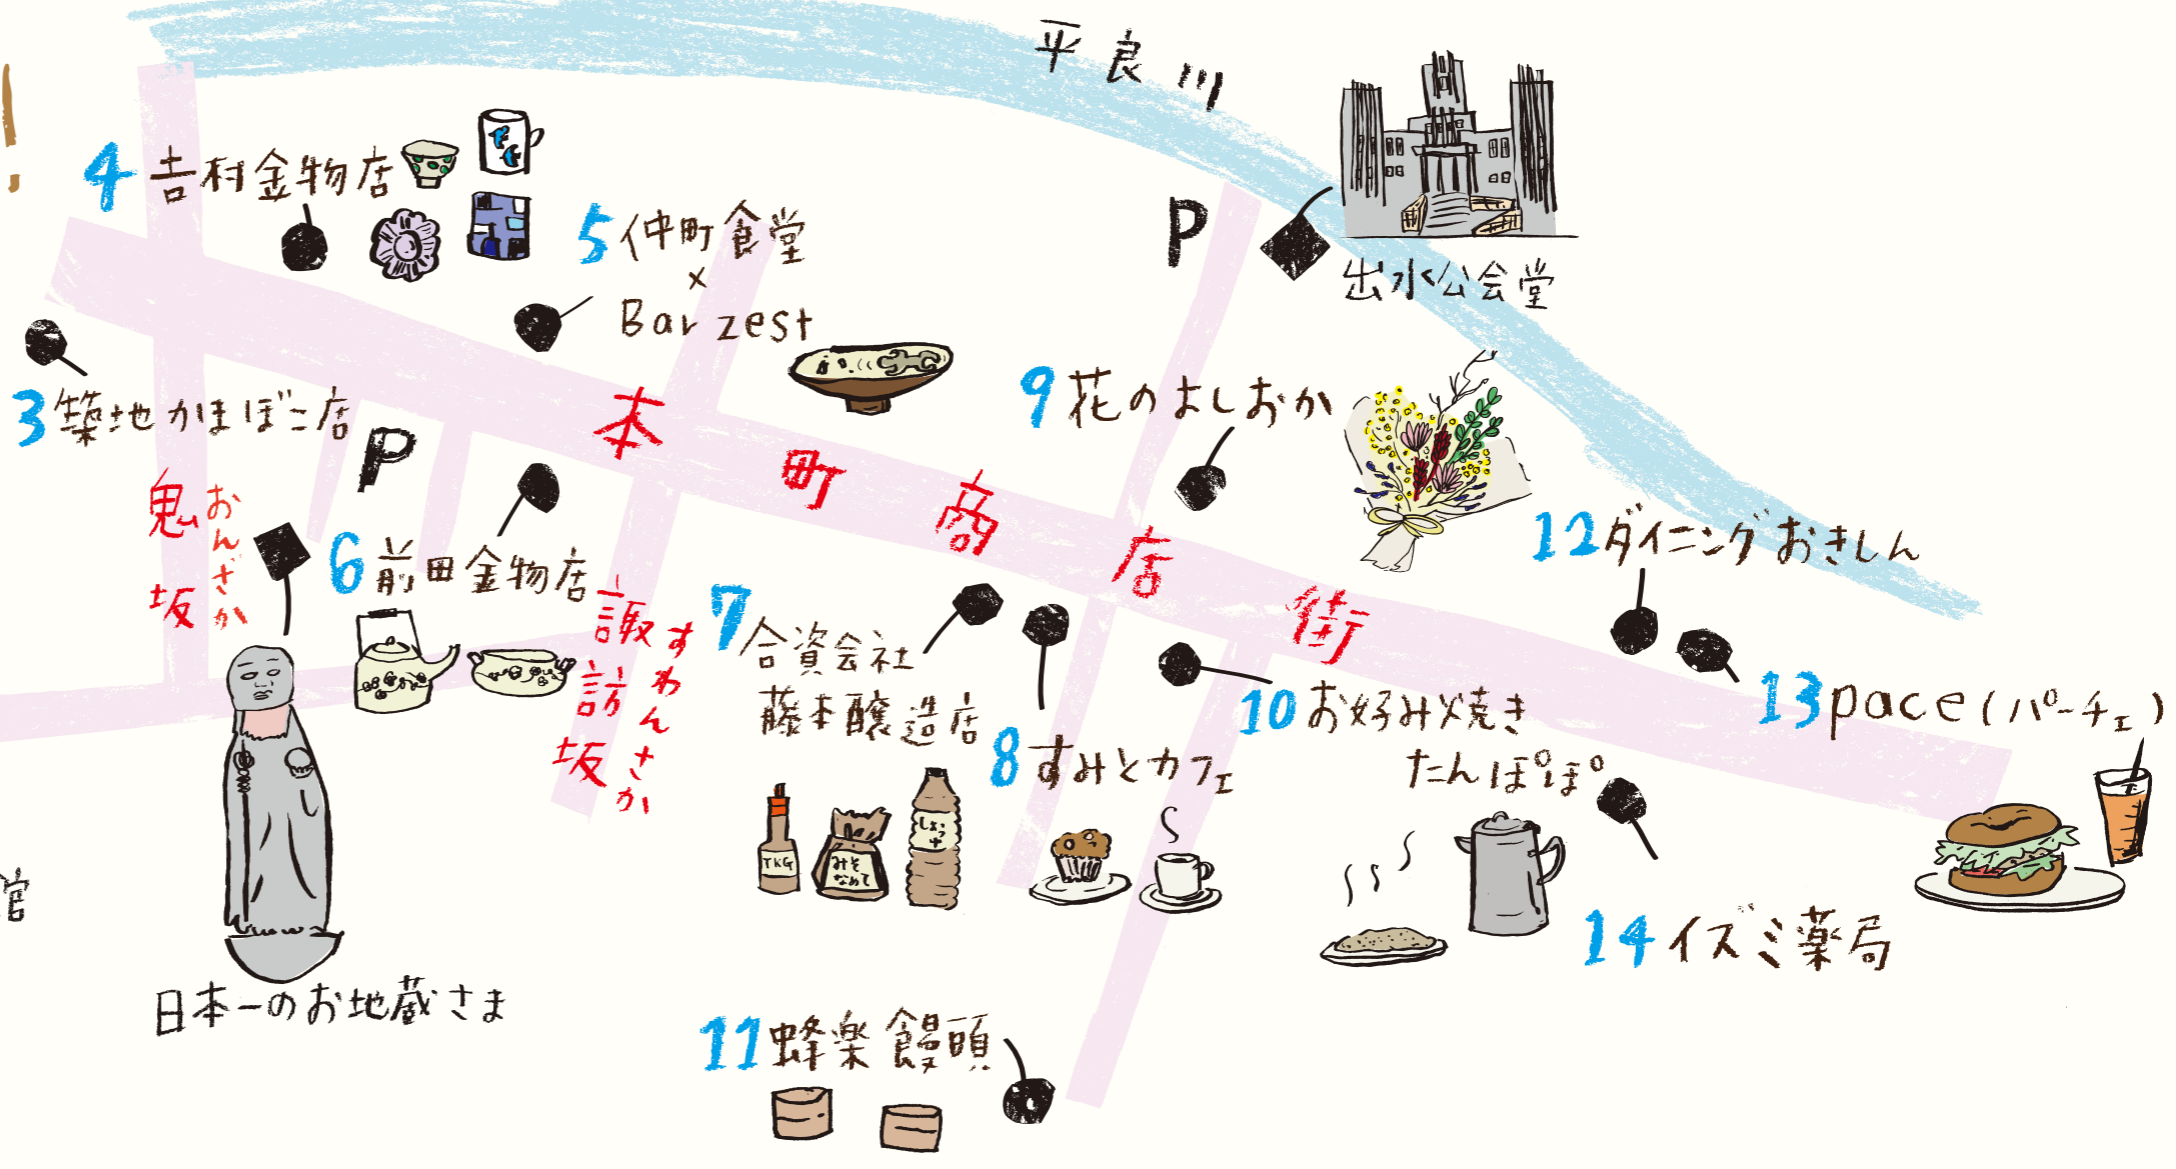 平良川
4 吉村金物店
5 仲町食堂
×
Bar zest
P
出水公会堂
3 築地かまぼこ店
P
9 花のよしおか
本町商店街
鬼坂
おんざか
6 前田金物店
諏訪坂
すわんさか
7 合資会社
藤本醸造店
8 すみとカフェ
10 お好み焼き
たんぽぽ
12 ダイニングおきしん
13 pace(パーチェ)
TKG
みそ
なめて
しょっ
ゆ
14 イズミ薬局
日本一のお地蔵さま
11 蜂楽饅頭